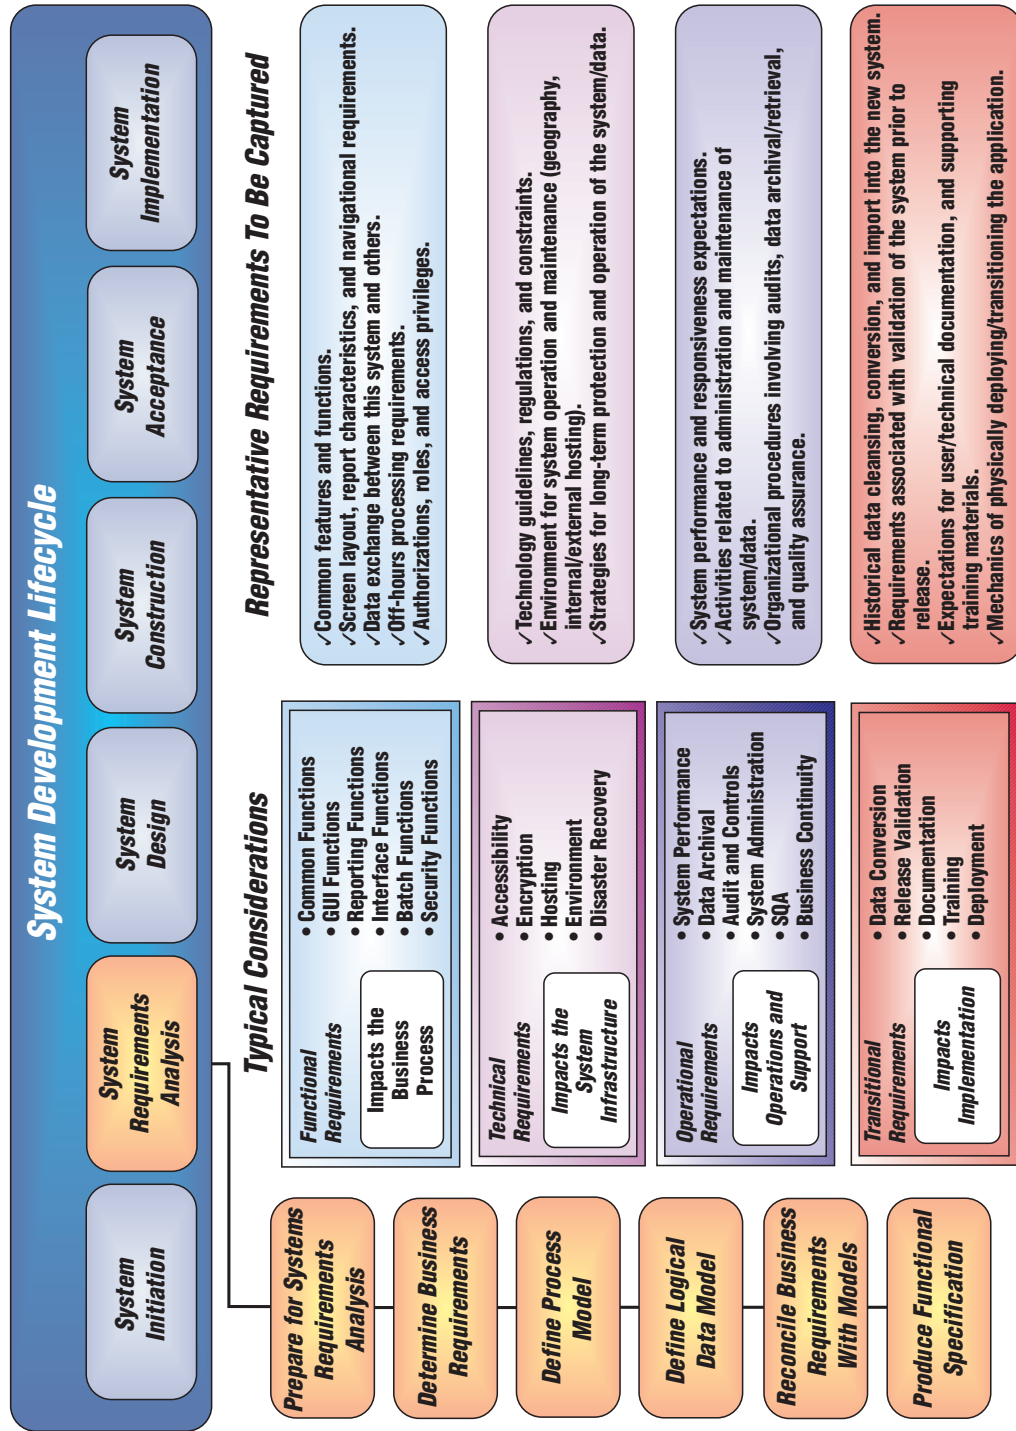 System Development Lifecycle
System
Initiation
System
Requirements
Analysis
System
Design
System
Construction
System
Acceptance
System
Implementation
Prepare for Systems
Requirements
Analysis
Determine Business
Requirements
Define Process
Model
Define Logical
Data Model
Reconcile Business
Requirements
With Models
Produce Functional
Specification
Typical Considerations
Functional
Requirements
Impacts the
Business
Process
• Common Functions
• GUI Functions
• Reporting Functions
• Interface Functions
• Batch Functions
• Security Functions
Technical
Requirements
Impacts the
System
Infrastructure
• Accessibility
• Encryption
• Hosting
• Environment
• Disaster Recovery
Operational
Requirements
Impacts
Operations and
Support
• System Performance
• Data Archival
• Audit and Controls
• System Administration
• SQA
• Business Continuity
Transitional
Requirements
Impacts
Implementation
• Data Conversion
• Release Validation
• Documentation
• Training
• Deployment
Representative Requirements To Be Captured
✓Common features and functions.
✓Screen layout, report characteristics, and navigational requirements.
✓Data exchange between this system and others.
✓Off-hours processing requirements.
✓Authorizations, roles, and access privileges.
✓Technology guidelines, regulations, and constraints.
✓Environment for system operation and maintenance (geography,
internal/external hosting).
✓Strategies for long-term protection and operation of the system/data.
✓System performance and responsiveness expectations.
✓Activities related to administration and maintenance of
system/data.
✓Organizational procedures involving audits, data archival/retrieval,
and quality assurance.
✓Historical data cleansing, conversion, and import into the new system.
✓Requirements associated with validation of the system prior to
release.
✓Expectations for user/technical documentation, and supporting
training materials.
✓Mechanics of physically deploying/transitioning the application.